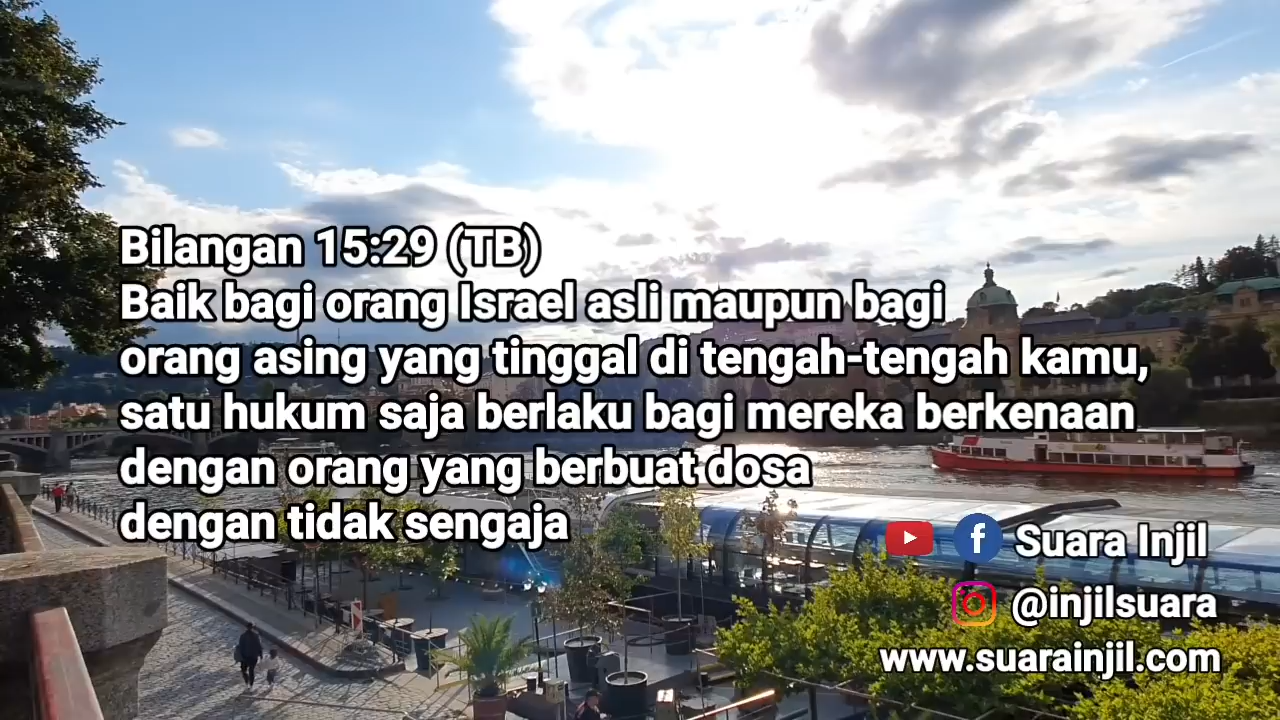 Bilangan 15:29 (TB)
Baik bagi orang Israel asli maupun bagi
orang asing yang tinggal di tengah-tengah kamu,
satu hukum saja berlaku bagi mereka berkenaan
dengan orang yang berbuat dosa
dengan tidak sengaja
Suara Injil
@injilsuara
www.suarainjil.com